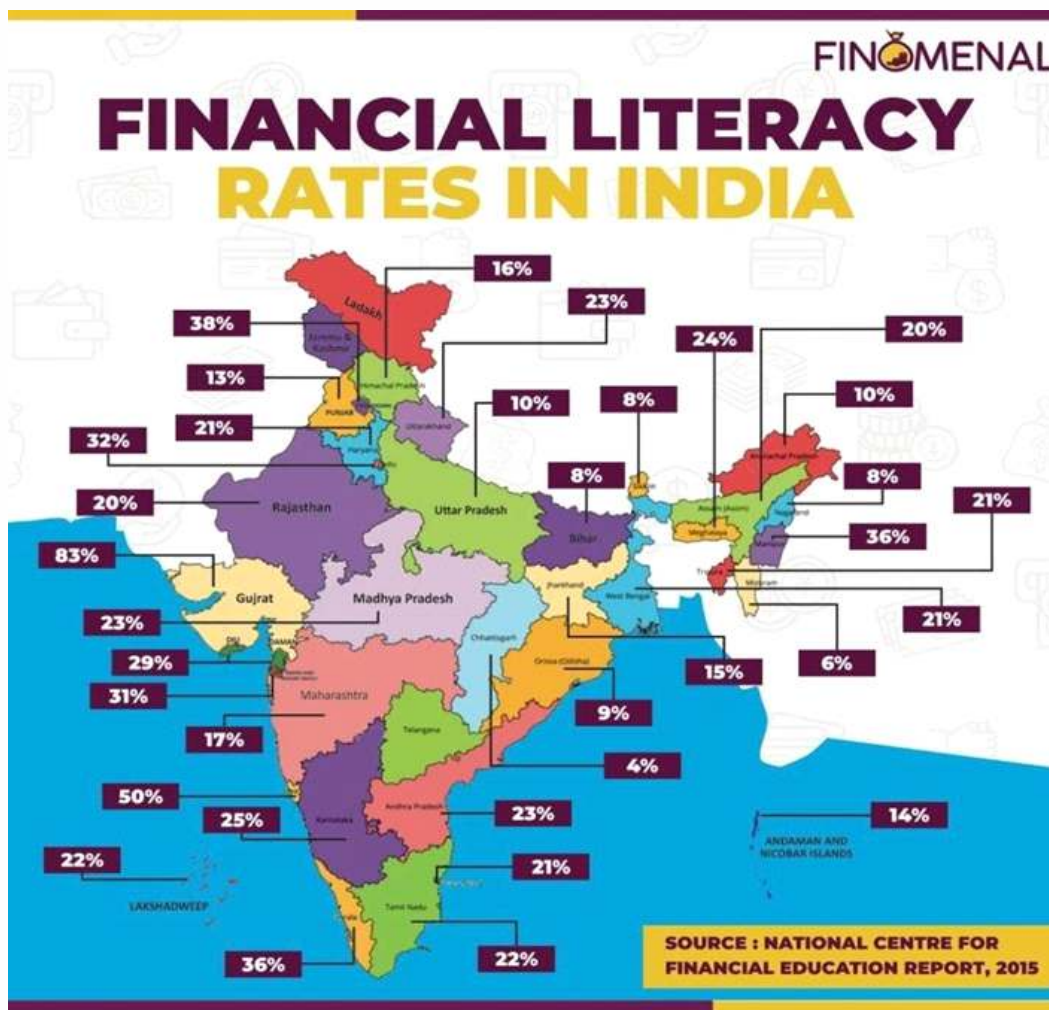 FINOMENAL
FINANCIAL LITERACY
RATES IN INDIA
16%
Ladakh
23%
38%
24%
20%
Jammu &
Kashmir
13%
Himachal Pradesh
10%
8%
10%
PUNJAB
21%
Uttarakhand
32%
Haryana
Delhi
8%
Arunachal Pradesh
8%
20%
Rajasthan
Uttar Pradesh
Assam (Asom)
Nagaland
21%
Bihar
Meghalaya
Manipur
36%
83%
Tripura
Jharkhand
Mizoram
Gujrat
Madhya Pradesh
West Bengal
23%
Chhattisgarh
21%
DIU
DAMAN
29%
Orissa (Odisha)
15%
6%
31%
Maharashtra
9%
17%
Telangana
4%
50%
Andhra Pradesh
23%
14%
25%
Karnataka
ANDAMAN AND
NICOBAR ISLANDS
22%
21%
LAKSHADWEEP
Kerala
Tamil Nadu
36%
22%
SOURCE : NATIONAL CENTRE FOR
FINANCIAL EDUCATION REPORT, 2015